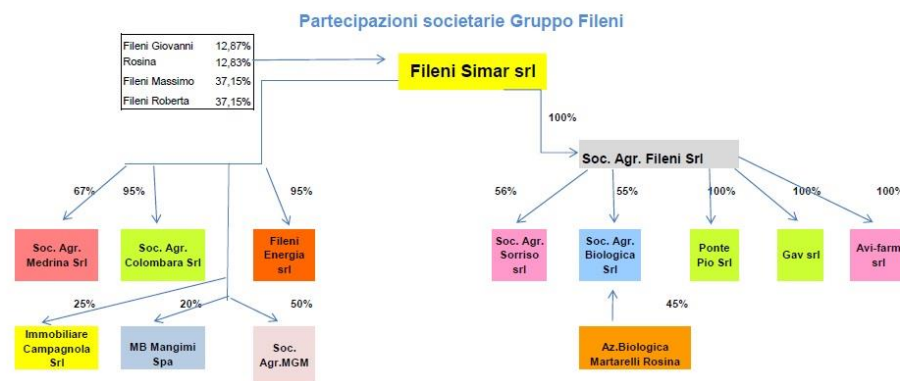 Partecipazioni societarie Gruppo Fileni
Fileni Giovanni 12,87%
Rosina 12,83%
Fileni Massimo 37,15%
Fileni Roberta 37,15%
Fileni Simar srl
100%
Soc. Agr. Fileni Srl
67%
95%
95%
56%
55%
100%
100%
100%
Soc. Agr.
Medrina Srl
Soc. Agr.
Colombara Srl
Fileni
Energia
srl
Soc. Agr.
Sorriso
srl
Soc. Agr.
Biologica
Srl
Ponte
Pio Srl
Gav srl
Avi-farm
srl
25%
20%
50%
45%
Immobiliare
Campagnola
Srl
MB Mangimi
Spa
Soc.
Agr.MGM
Az.Biologica
Martarelli Rosina